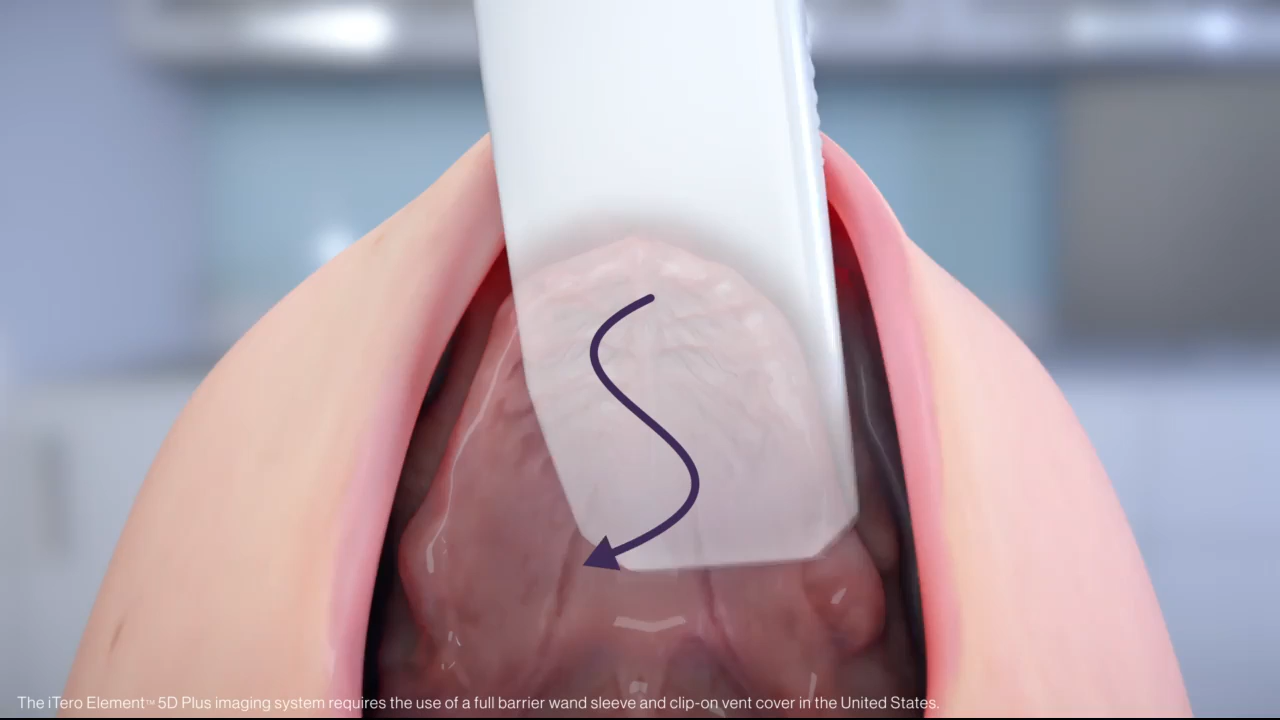 The iTero Element™ 5D Plus imaging system requires the use of a full barrier wand sleeve and clip-on vent cover in the United States.